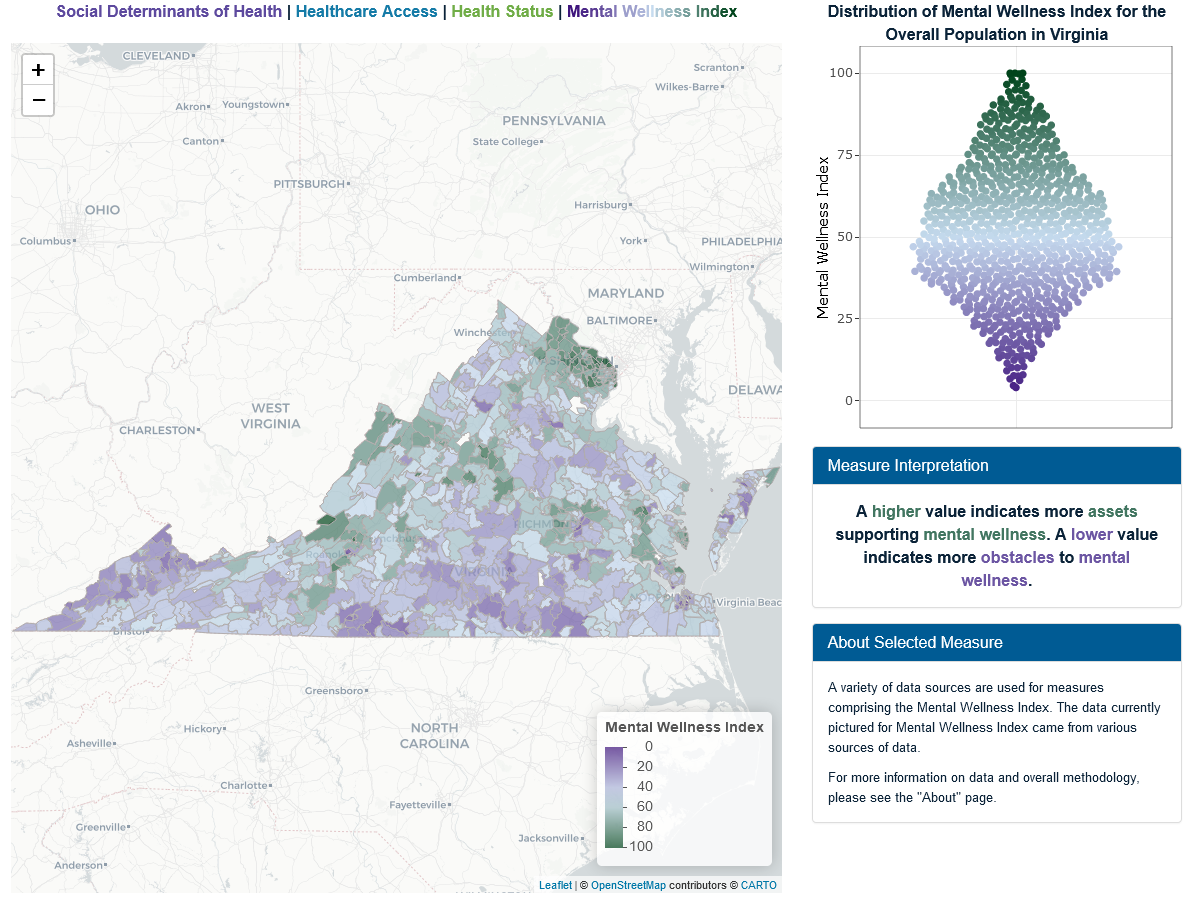 Social Determinants of Health | Healthcare Access | Health Status | Mental Wellness Index
+
−
CLEVELAND
Scranton
Wilkes-Barre
Akron
Youngstown
PENNSYLVANIA
Canton
State College
PITTSBURGH
OHIO
Harrisburg
Columbus
York
PHILADELPHIA
Wilmington
Cumberland
MARYLAND
BALTIMORE
Winchester
DELAWA
WEST
VIRGINIA
CHARLESTON
RICHMON
Lynchburg
Roanoke
VIRGINIA
NORFOLK
Virginia Beac
Bristol
Greensboro
NORTH
CAROLINA
Hickory
Asheville
Charlotte
Fayetteville
Greenville
Jacksonville
Anderson
Mental Wellness Index
0
20
40
60
80
100
Leaflet | © OpenStreetMap contributors © CARTO
Distribution of Mental Wellness Index for the
Overall Population in Virginia
Mental Wellness Index
100
75
50
25
0
Measure Interpretation
A higher value indicates more assets
supporting mental wellness. A lower value
indicates more obstacles to mental
wellness.
About Selected Measure
A variety of data sources are used for measures
comprising the Mental Wellness Index. The data currently
pictured for Mental Wellness Index came from various
sources of data.
For more information on data and overall methodology,
please see the "About" page.